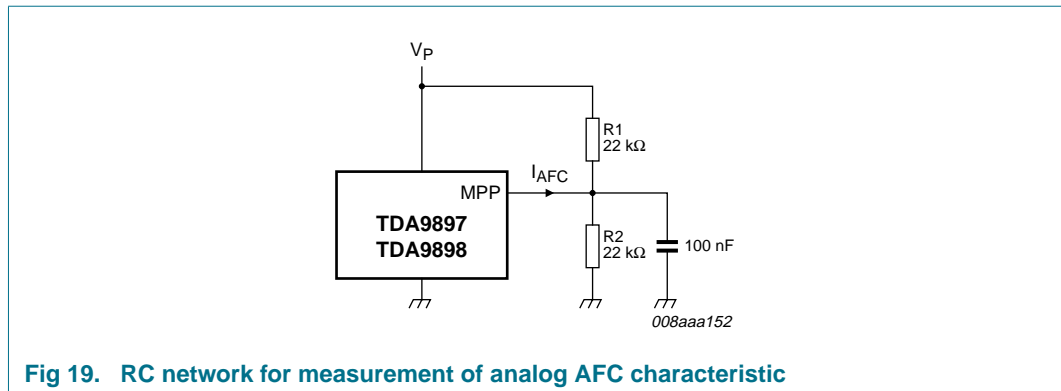 VP
R1
22 kΩ
IAFC
MPP
TDA9897
TDA9898
R2
22 kΩ
100 nF
008aaa152
Fig 19. RC network for measurement of analog AFC characteristic